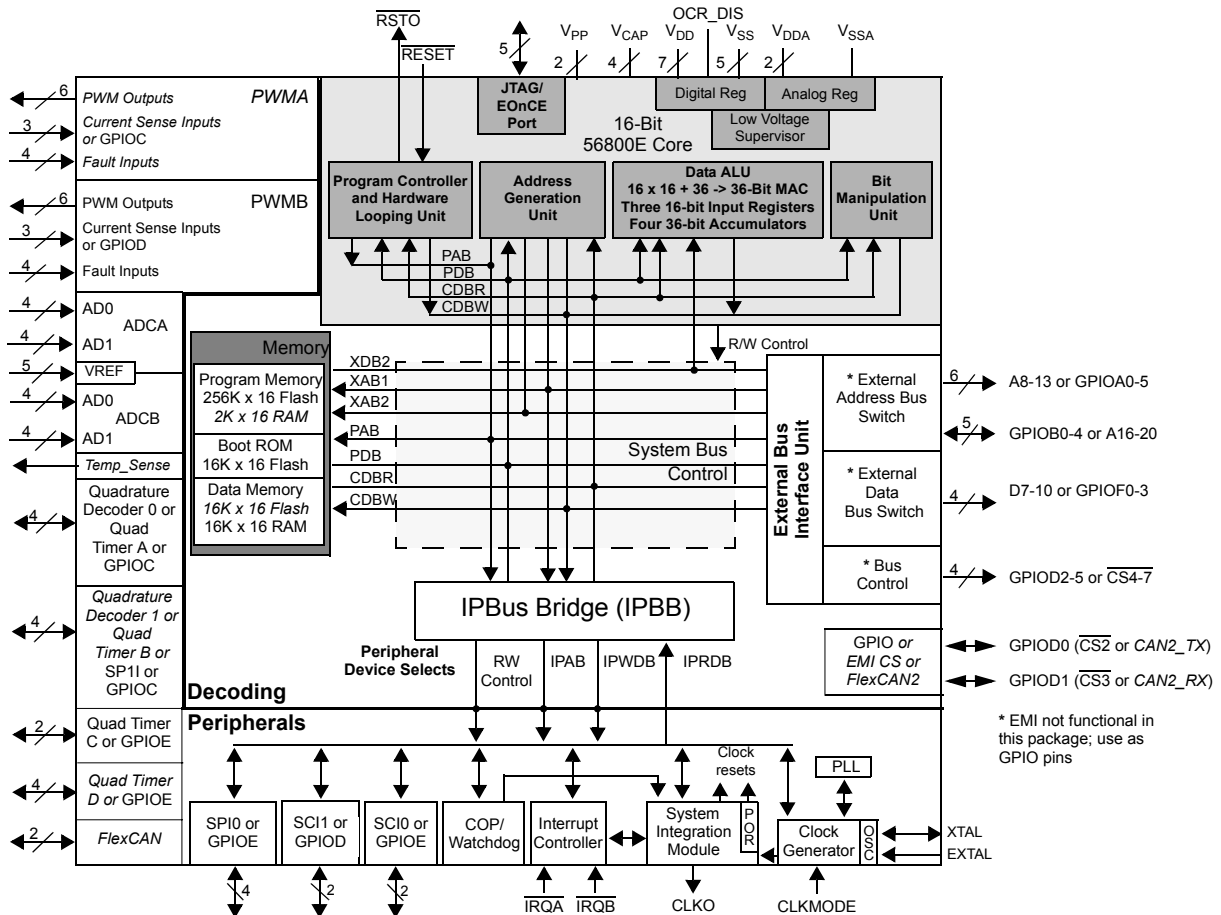 RSTO
RESET
5
VPP
2
VCAP
4
VDD
7
OCR_DIS
VSS
5
VDDA
2
VSSA
JTAG/
EOnCE
Port
Digital Reg
Analog Reg
Low Voltage
Supervisor
16-Bit
56800E Core
6
PWM Outputs
PWMA
3
Current Sense Inputs
or GPIOC
4
Fault Inputs
6
PWM Outputs
PWMB
3
Current Sense Inputs
or GPIOD
4
Fault Inputs
Program Controller
and Hardware
Looping Unit
Address
Generation
Unit
Data ALU
16 x 16 + 36 -> 36-Bit MAC
Three 16-bit Input Registers
Four 36-bit Accumulators
Bit
Manipulation
Unit
PAB
PDB
CDBR
CDBW
4
AD0
ADCA
4
AD1
5
VREF
4
AD0
ADCB
4
AD1
Temp_Sense
4
Quadrature
Decoder 0 or
Quad
Timer A or
GPIOC
4
Quadrature
Decoder 1 or
Quad
Timer B or
SP1I or
GPIOC
Memory
Program Memory
256K x 16 Flash
2K x 16 RAM
Boot ROM
16K x 16 Flash
Data Memory
16K x 16 Flash
16K x 16 RAM
XDB2
XAB1
XAB2
PAB
PDB
CDBR
CDBW
R/W Control
System Bus
Control
External Bus
Interface Unit
* External
Address Bus
Switch
* External
Data
Bus Switch
* Bus
Control
6
A8-13 or GPIOA0-5
5
GPIOB0-4 or A16-20
4
D7-10 or GPIOF0-3
4
GPIOD2-5 or CS4-7
IPBus Bridge (IPBB)
GPIO or
EMI CS or
FlexCAN2
GPIOD0 (CS2 or CAN2_TX)
GPIOD1 (CS3 or CAN2_RX)
* EMI not functional in
this package; use as
GPIO pins
Peripheral
Device Selects
RW
Control
IPAB
IPWDB
IPRDB
Decoding
Peripherals
2
Quad Timer
C or GPIOE
4
Quad Timer
D or GPIOE
2
FlexCAN
SPI0 or
GPIOE
SCI1 or
GPIOD
SCI0 or
GPIOE
COP/
Watchdog
Interrupt
Controller
System
Integration
Module
POR
Clock
resets
PLL
Clock
Generator
OSC
XTAL
EXTAL
4
2
2
IRQA
IRQB
CLKO
CLKMODE